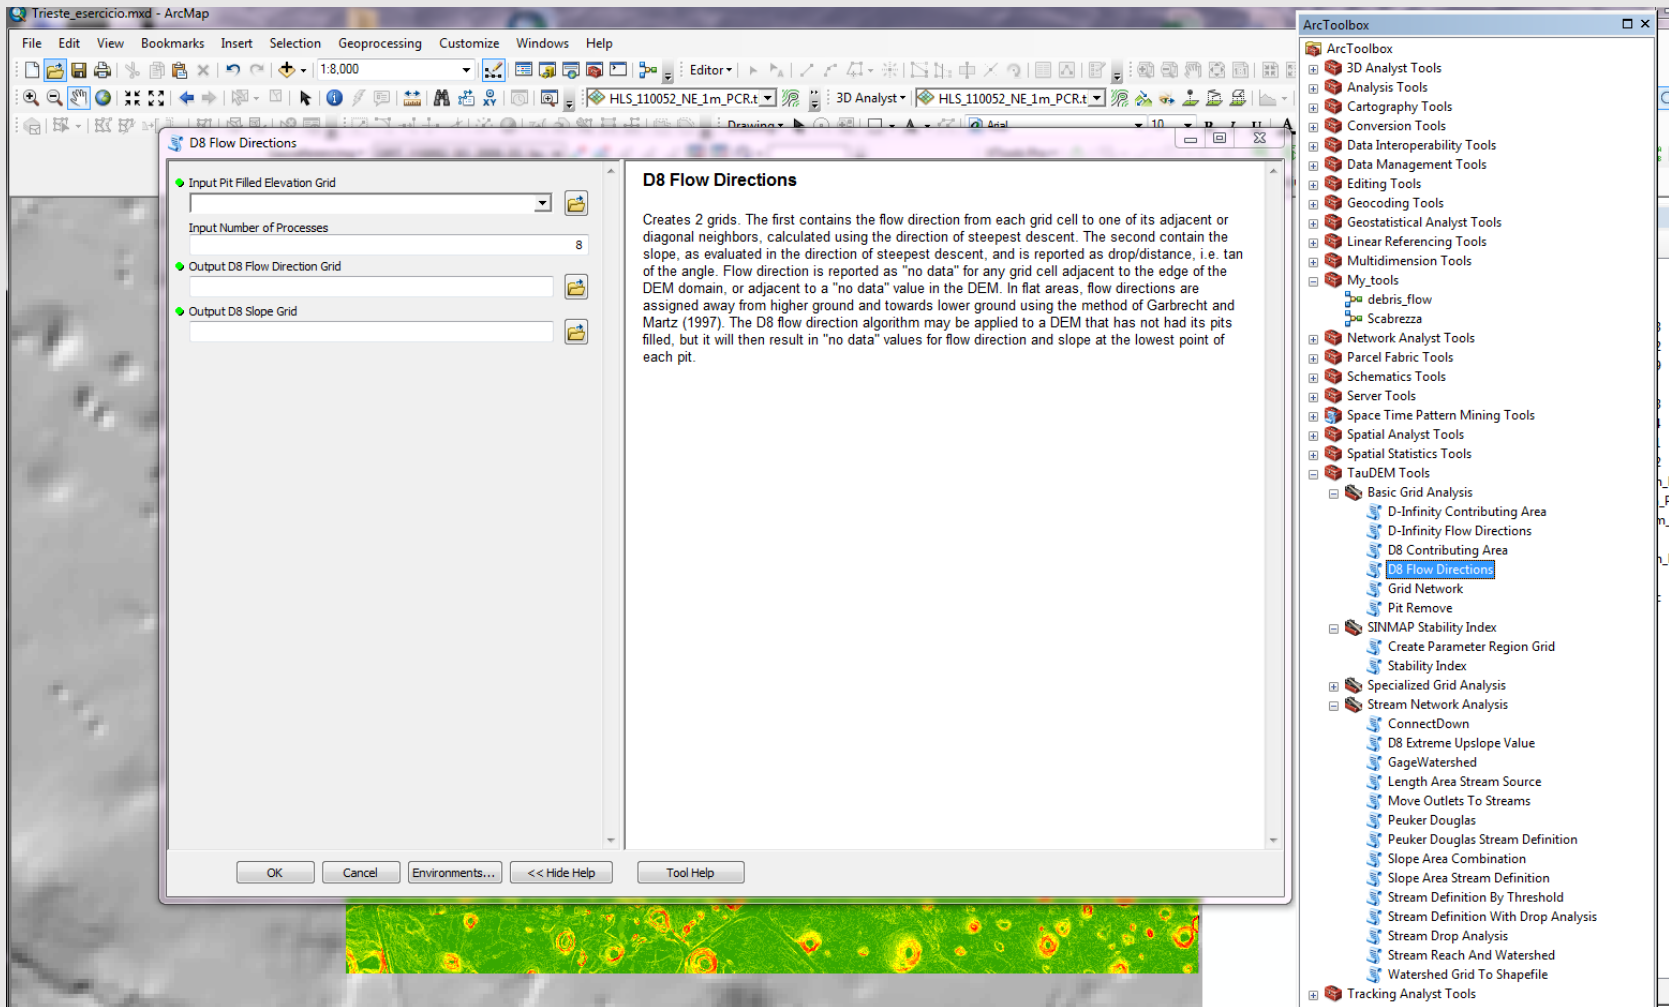 Trieste_esercicio.mxd - ArcMap
File Edit View Bookmarks Insert Selection Geoprocessing Customize Windows Help
1:8,000
Editor
HLS_110052_NE_1m_PCR.t
3D Analyst
HLS_110052_NE_1m_PCR.t
Drawing
Arial
10
D8 Flow Directions
Input Pit Filled Elevation Grid
Input Number of Processes
8
Output D8 Flow Direction Grid
Output D8 Slope Grid
D8 Flow Directions
Creates 2 grids. The first contains the flow direction from each grid cell to one of its adjacent or
diagonal neighbors, calculated using the direction of steepest descent. The second contain the
slope, as evaluated in the direction of steepest descent, and is reported as drop/distance, i.e. tan
of the angle. Flow direction is reported as "no data" for any grid cell adjacent to the edge of the
DEM domain, or adjacent to a "no data" value in the DEM. In flat areas, flow directions are
assigned away from higher ground and towards lower ground using the method of Garbrecht and
Martz (1997). The D8 flow direction algorithm may be applied to a DEM that has not had its pits
filled, but it will then result in "no data" values for flow direction and slope at the lowest point of
each pit.
OK
Cancel
Environments...
<< Hide Help
Tool Help
ArcToolbox
ArcToolbox
3D Analyst Tools
Analysis Tools
Cartography Tools
Conversion Tools
Data Interoperability Tools
Data Management Tools
Editing Tools
Geocoding Tools
Geostatistical Analyst Tools
Linear Referencing Tools
Multidimension Tools
My_tools
debris_flow
Scabrezza
Network Analyst Tools
Parcel Fabric Tools
Schematics Tools
Server Tools
Space Time Pattern Mining Tools
Spatial Analyst Tools
Spatial Statistics Tools
TauDEM Tools
Basic Grid Analysis
D-Infinity Contributing Area
D-Infinity Flow Directions
D8 Contributing Area
D8 Flow Directions
Grid Network
Pit Remove
SINMAP Stability Index
Create Parameter Region Grid
Stability Index
Specialized Grid Analysis
Stream Network Analysis
ConnectDown
D8 Extreme Upslope Value
GageWatershed
Length Area Stream Source
Move Outlets To Streams
Peuker Douglas
Peuker Douglas Stream Definition
Slope Area Combination
Slope Area Stream Definition
Stream Definition By Threshold
Stream Definition With Drop Analysis
Stream Drop Analysis
Stream Reach And Watershed
Watershed Grid To Shapefile
Tracking Analyst Tools